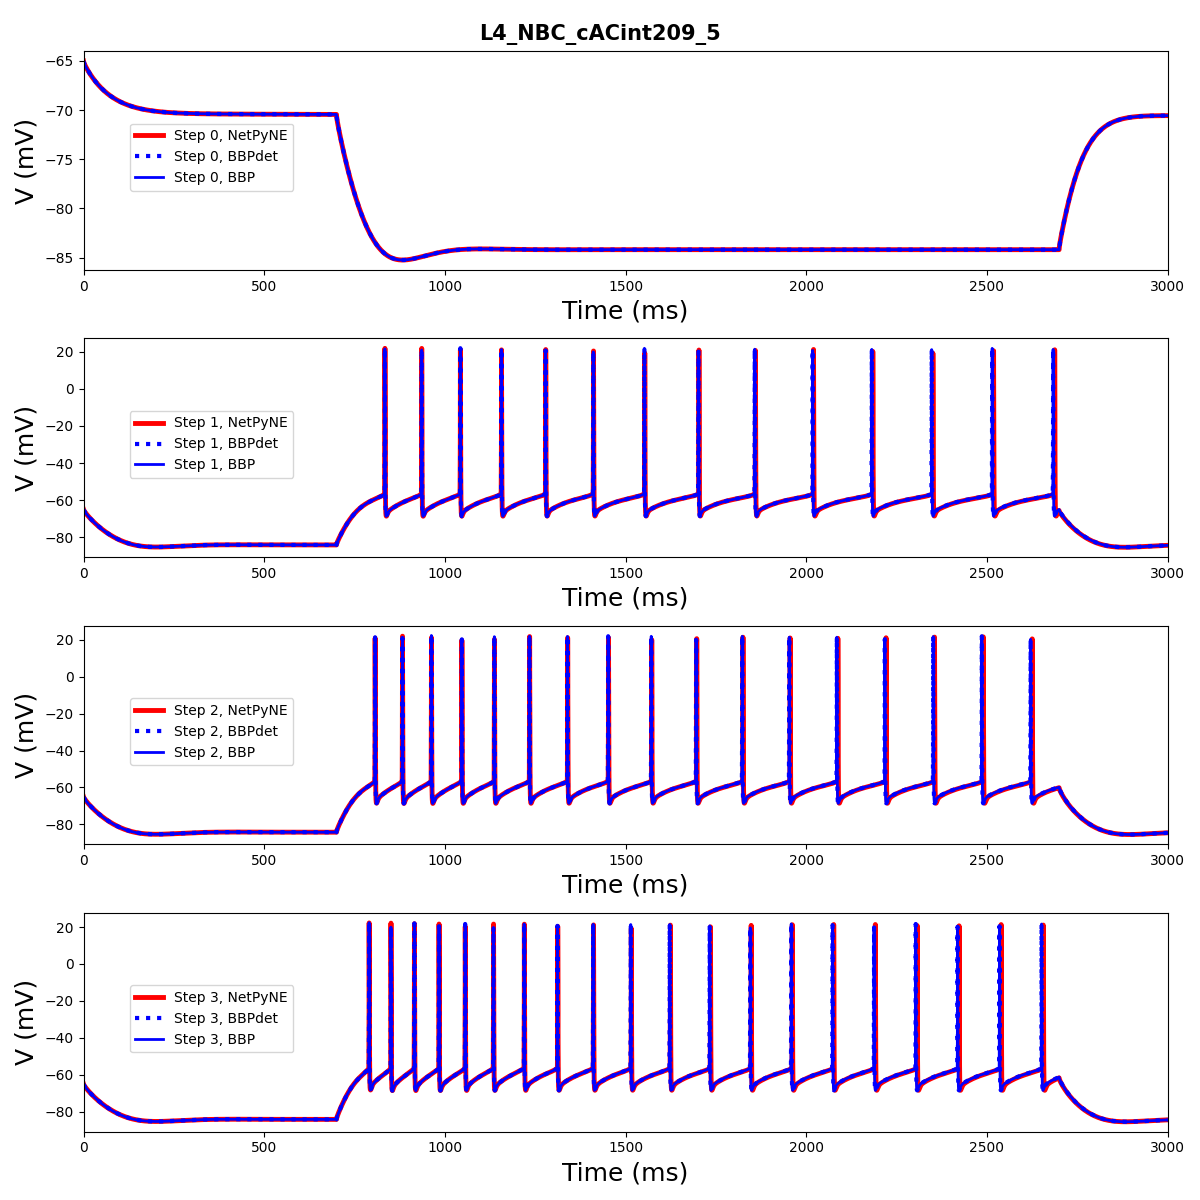 L4_NBC_cACint209_5
V (mV)
−65
−70
−75
−80
−85
Step 0, NetPyNE
Step 0, BBPdet
Step 0, BBP
0 500 1000 1500 2000 2500 3000
Time (ms)
V (mV)
20
0
−20
−40
−60
−80
Step 1, NetPyNE
Step 1, BBPdet
Step 1, BBP
0 500 1000 1500 2000 2500 3000
Time (ms)
V (mV)
20
0
−20
−40
−60
−80
Step 2, NetPyNE
Step 2, BBPdet
Step 2, BBP
0 500 1000 1500 2000 2500 3000
Time (ms)
V (mV)
20
0
−20
−40
−60
−80
Step 3, NetPyNE
Step 3, BBPdet
Step 3, BBP
0 500 1000 1500 2000 2500 3000
Time (ms)